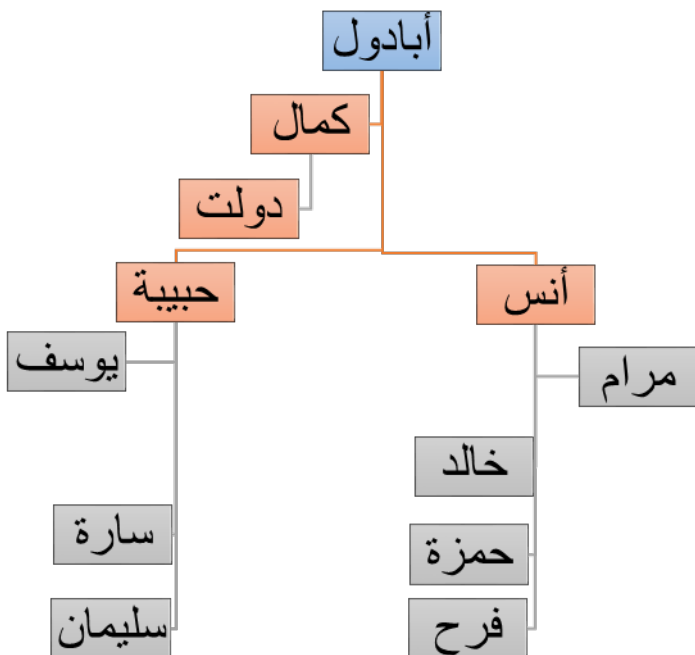 أبادول
كمال
دولت
أنس
حبيبة
مرام
يوسف
خالد
سارة
حمزة
فرح
سليمان